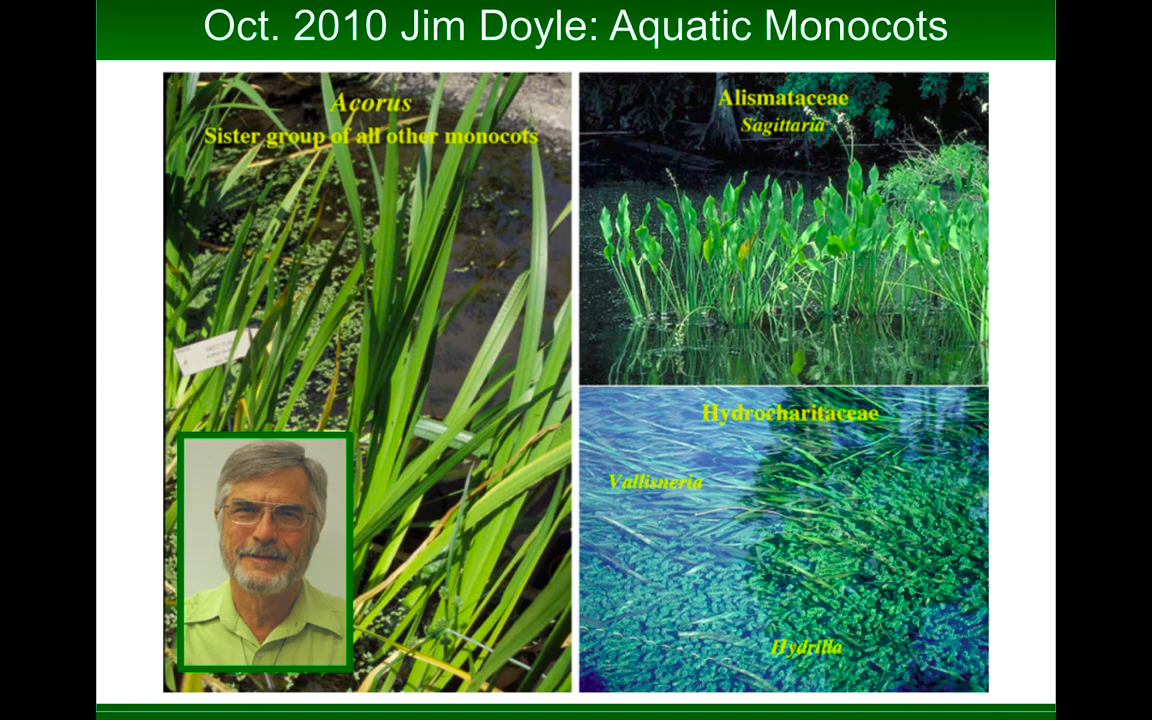 Oct. 2010 Jim Doyle: Aquatic Monocots
Acorus
Sister group of all other monocots
Alismataceae
Sagittaria
Hydrocharitaceae
Vallisneria
Hydrilla